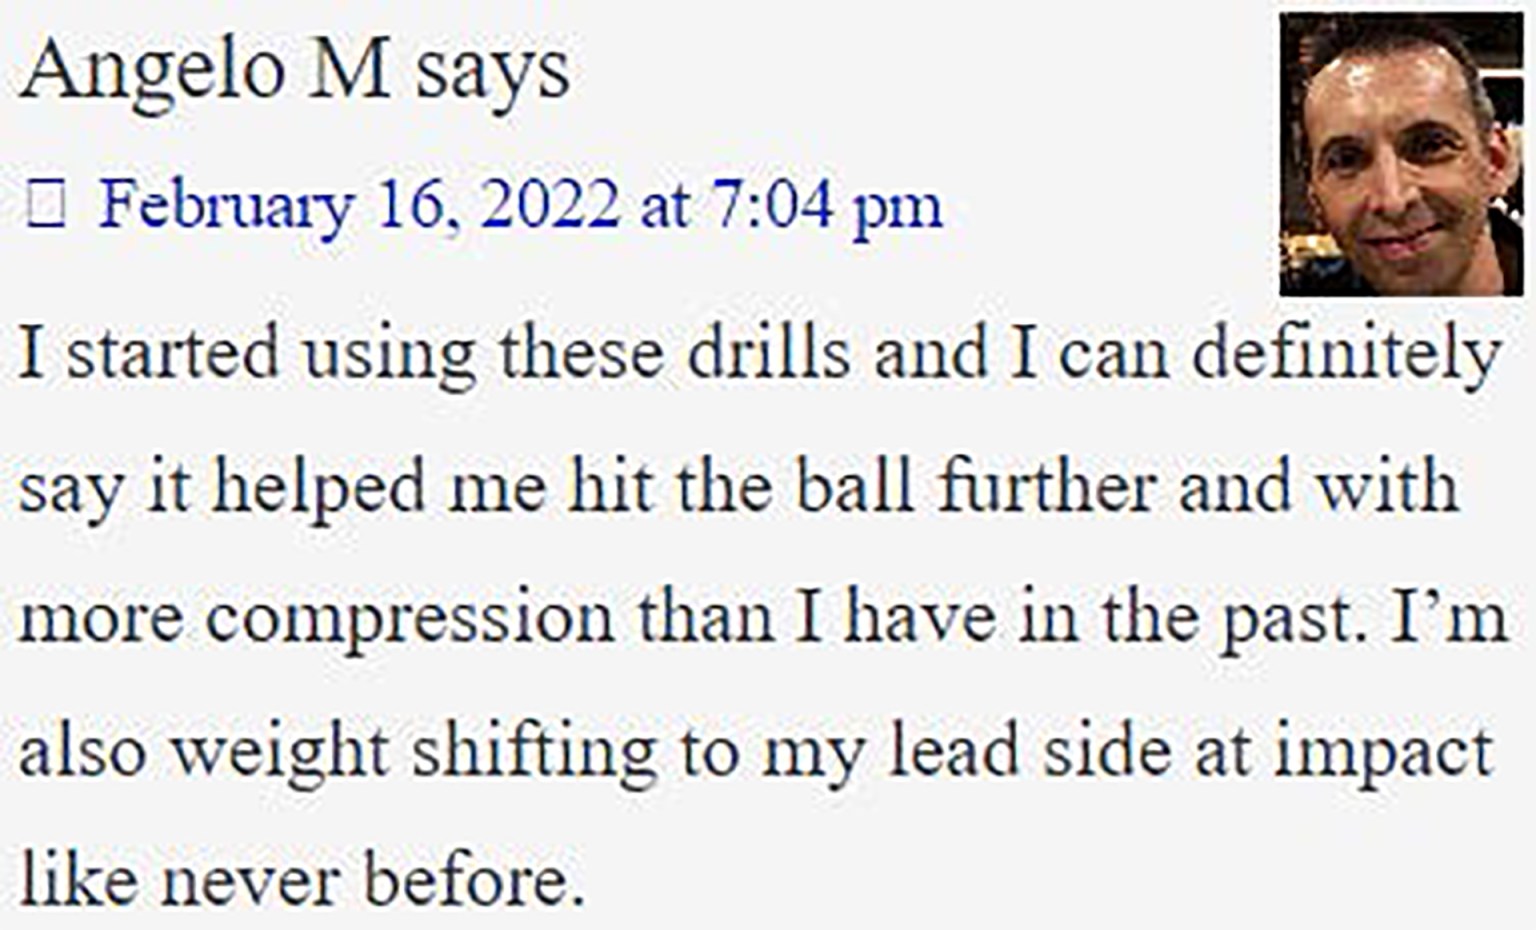 Angelo M says
February 16, 2022 at 7:04 pm
I started using these drills and I can definitely
say it helped me hit the ball further and with
more compression than I have in the past. I’m
also weight shifting to my lead side at impact
like never before.